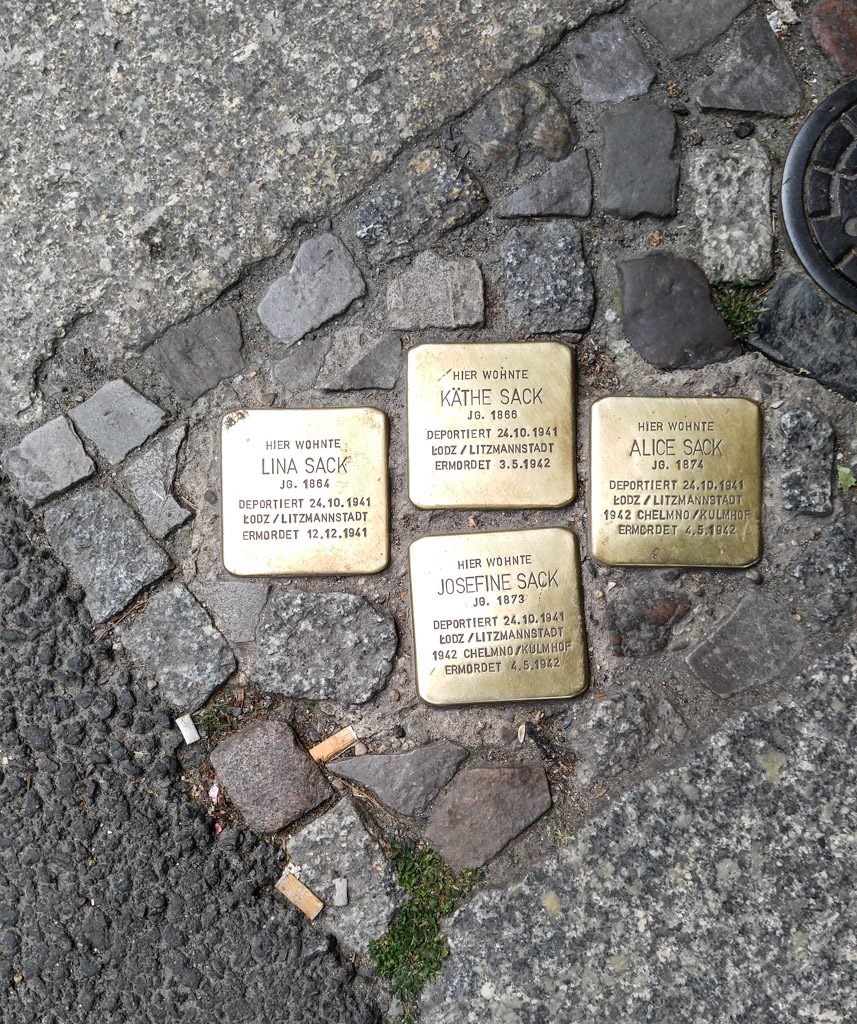 HIER WOHNTE
LINA SACK
JG. 1864
DEPORTIERT 24.10.1941
ŁODZ / LITZMANNSTADT
ERMORDET 12.12.1941
HIER WOHNTE
KÄTHE SACK
JG. 1866
DEPORTIERT 24.10.1941
ŁODZ / LITZMANNSTADT
ERMORDET 3.5.1942
HIER WOHNTE
ALICE SACK
JG. 1874
DEPORTIERT 24.10.1941
ŁODZ / LITZMANNSTADT
1942 CHELMNO/KULMHOF
ERMORDET 4.5.1942
HIER WOHNTE
JOSEFINE SACK
JG. 1873
DEPORTIERT 24.10.1941
ŁODZ / LITZMANNSTADT
1942 CHELMNO/KULMHOF
ERMORDET 4.5.1942